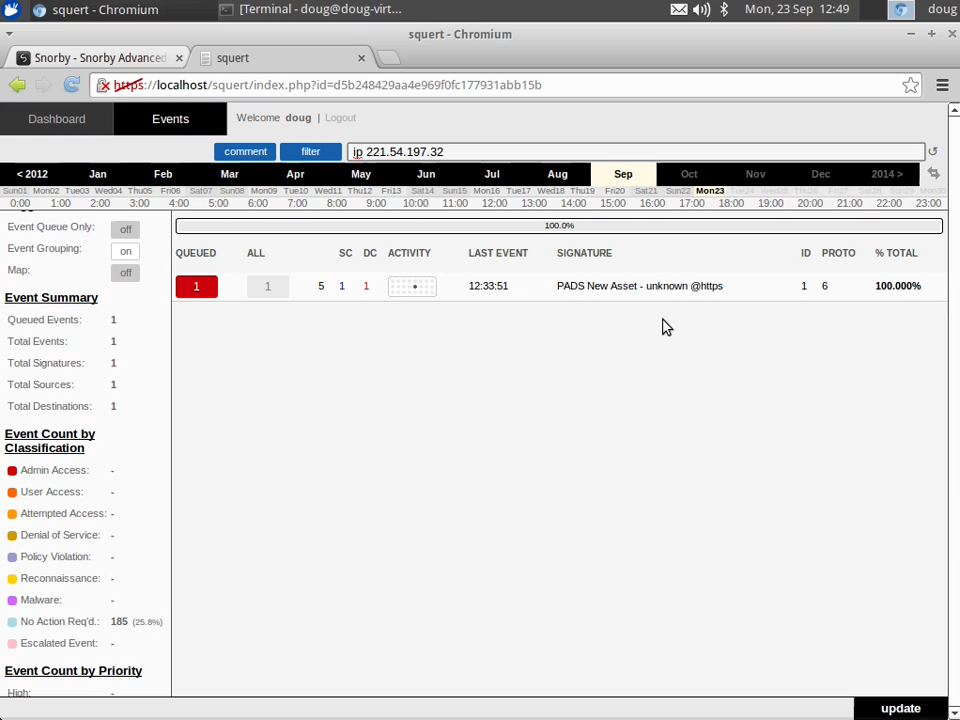 squert - Chromium
[Terminal - doug@doug-virt...
Mon, 23 Sep 12:49
doug
squert - Chromium
Snorby - Snorby Advanced
squert
https://localhost/squert/index.php?id=d5b248429aa4e969f0fc177931abb15b
Dashboard
Events
Welcome doug | Logout
comment
filter
ip 221.54.197.32
< 2012 Jan Feb Mar Apr May Jun Jul Aug Sep Oct Nov Dec 2014 >
Sun01 Mon02 Tue03 Wed04 Thu05 Fri06 Sat07 Sun08 Mon09 Tue10 Wed11 Thu12 Fri13 Sat14 Sun15 Mon16 Tue17 Wed18 Thu19 Fri20 Sat21 Sun22 Mon23 Tue24 Wed25 Thu26 Fri27 Sat28 Sun29 Mon30
0:00 1:00 2:00 3:00 4:00 5:00 6:00 7:00 8:00 9:00 10:00 11:00 12:00 13:00 14:00 15:00 16:00 17:00 18:00 19:00 20:00 21:00 22:00 23:00
Event Queue Only: off
Event Grouping: on
Map: off
Event Summary
Queued Events: 1
Total Events: 1
Total Signatures: 1
Total Sources: 1
Total Destinations: 1
Event Count by
Classification
Admin Access: -
User Access: -
Attempted Access: -
Denial of Service: -
Policy Violation: -
Reconnaissance: -
Malware: -
No Action Req'd.: 185 (25.8%)
Escalated Event: -
Event Count by Priority
High: -
100.0%
QUEUED ALL SC DC ACTIVITY LAST EVENT SIGNATURE ID PROTO % TOTAL
1 1 5 1 1 12:33:51 PADS New Asset - unknown @https 1 6 100.000%
update